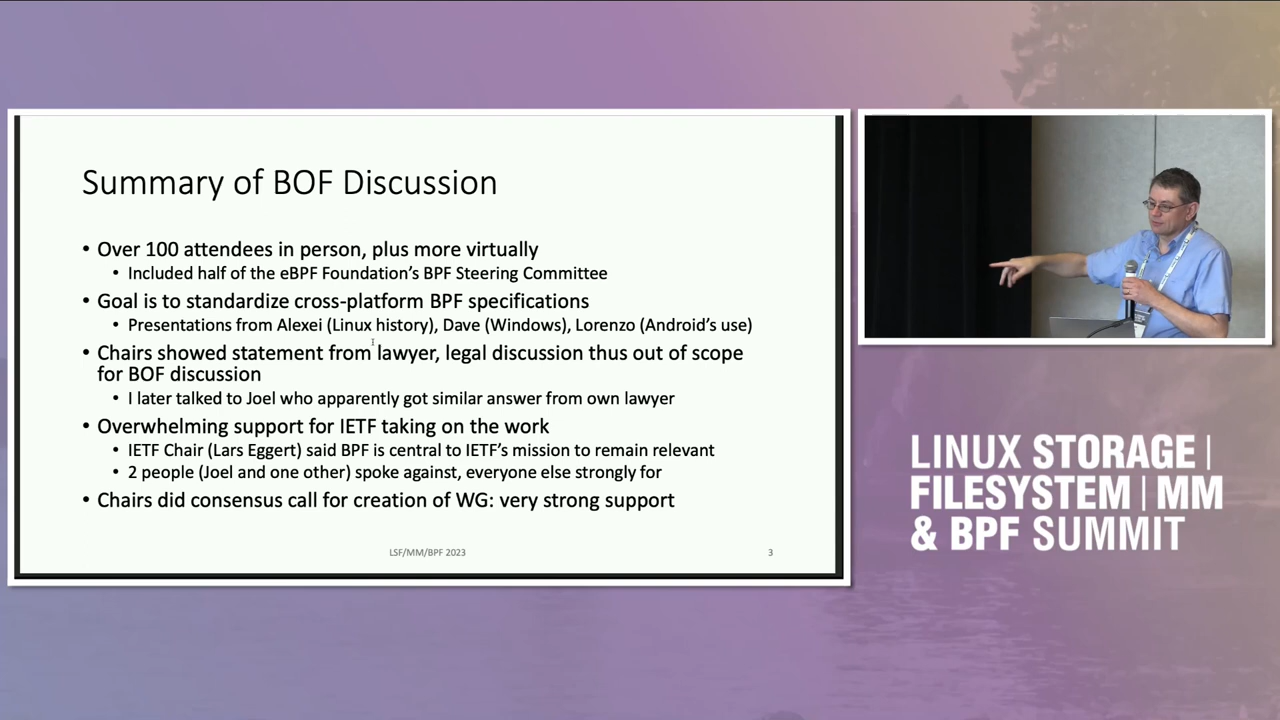 Summary of BOF Discussion
• Over 100 attendees in person, plus more virtually
• Included half of the eBPF Foundation's BPF Steering Committee
• Goal is to standardize cross-platform BPF specifications
• Presentations from Alexei (Linux history), Dave (Windows), Lorenzo (Android's use)
• Chairs showed statement from lawyer, legal discussion thus out of scope
for BOF discussion
• I later talked to Joel who apparently got similar answer from own lawyer
• Overwhelming support for IETF taking on the work
• IETF Chair (Lars Eggert) said BPF is central to IETF's mission to remain relevant
• 2 people (Joel and one other) spoke against, everyone else strongly for
• Chairs did consensus call for creation of WG: very strong support
LSF/MM/BPF 2023
3
LINUX STORAGE |
FILESYSTEM | MM
& BPF SUMMIT